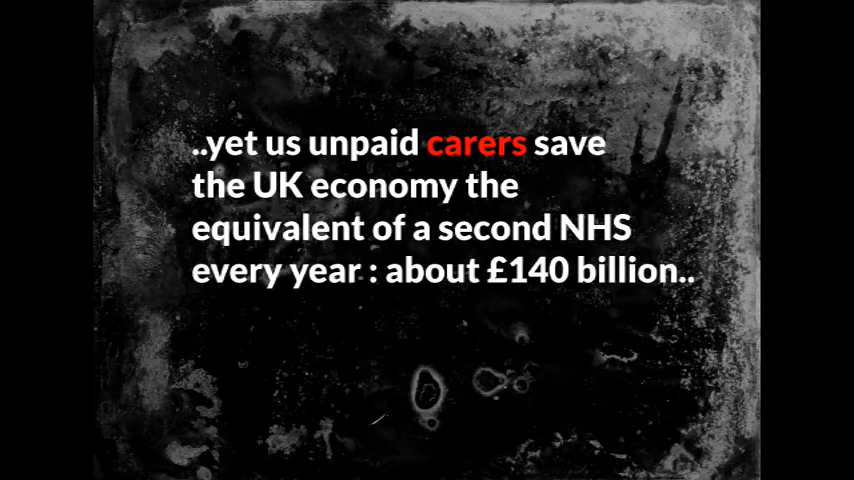 ..yet us unpaid carers save
the UK economy the
equivalent of a second NHS
every year : about £140 billion..